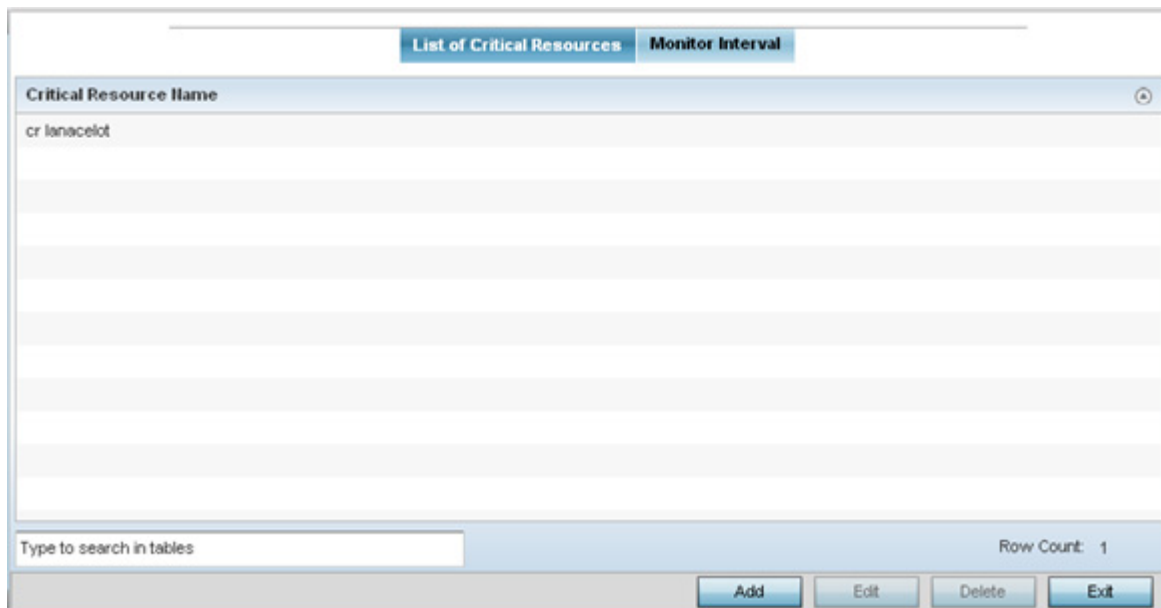 List of Critical Resources Monitor Interval
Critical Resource Name
cr lanacelot
Type to search in tables Row Count: 1
Add Edit Delete Exit